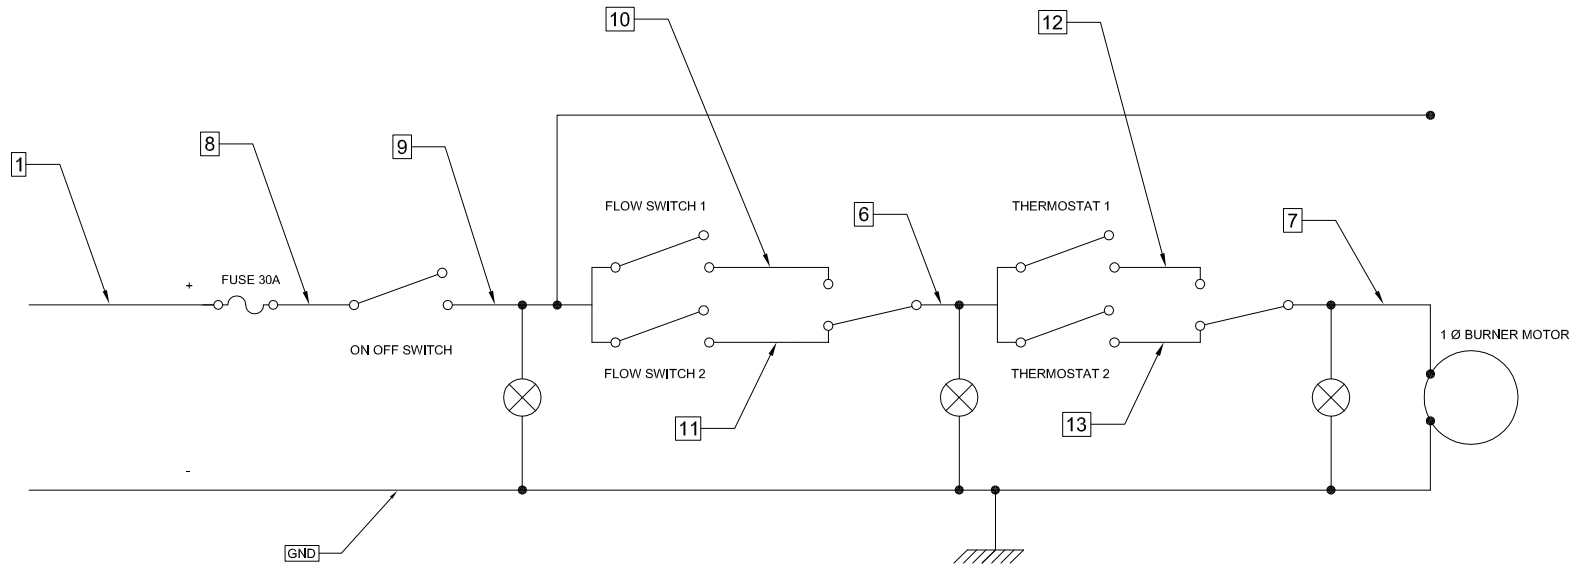 10
12
8
9
1
FLOW SWITCH 1
6
THERMOSTAT 1
7
FUSE 30A
+
1 Ø BURNER MOTOR
ON OFF SWITCH
FLOW SWITCH 2
THERMOSTAT 2
11
13
-
GND